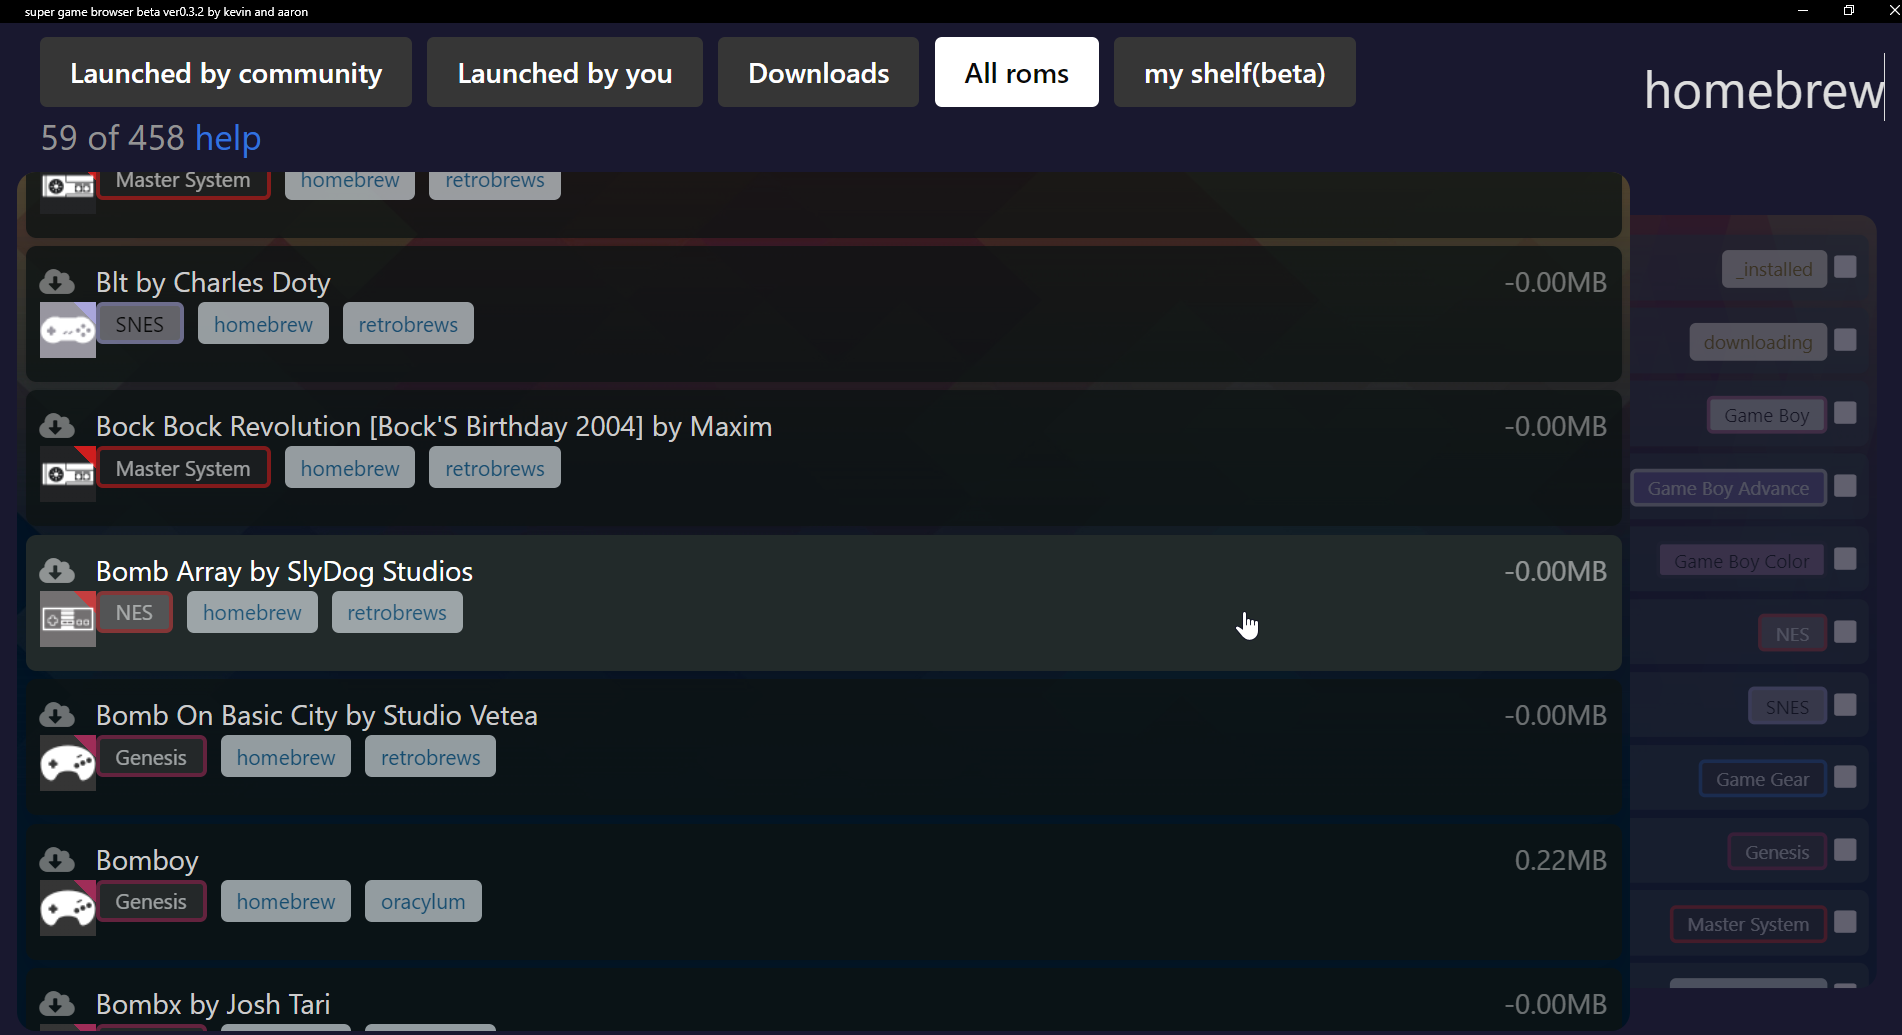 super game browser beta ver0.3.2 by kevin and aaron
Launched by community
Launched by you
Downloads
All roms
my shelf(beta)
homebrew
59 of 458 help
Master System
homebrew
retrobrews
Blt by Charles Doty
-0.00MB
SNES
homebrew
retrobrews
Bock Bock Revolution [Bock'S Birthday 2004] by Maxim
-0.00MB
Master System
homebrew
retrobrews
Bomb Array by SlyDog Studios
-0.00MB
NES
homebrew
retrobrews
Bomb On Basic City by Studio Vetea
-0.00MB
Genesis
homebrew
retrobrews
Bomboy
0.22MB
Genesis
homebrew
oracylum
Bombx by Josh Tari
-0.00MB
_installed
downloading
Game Boy
Game Boy Advance
Game Boy Color
NES
SNES
Game Gear
Genesis
Master System